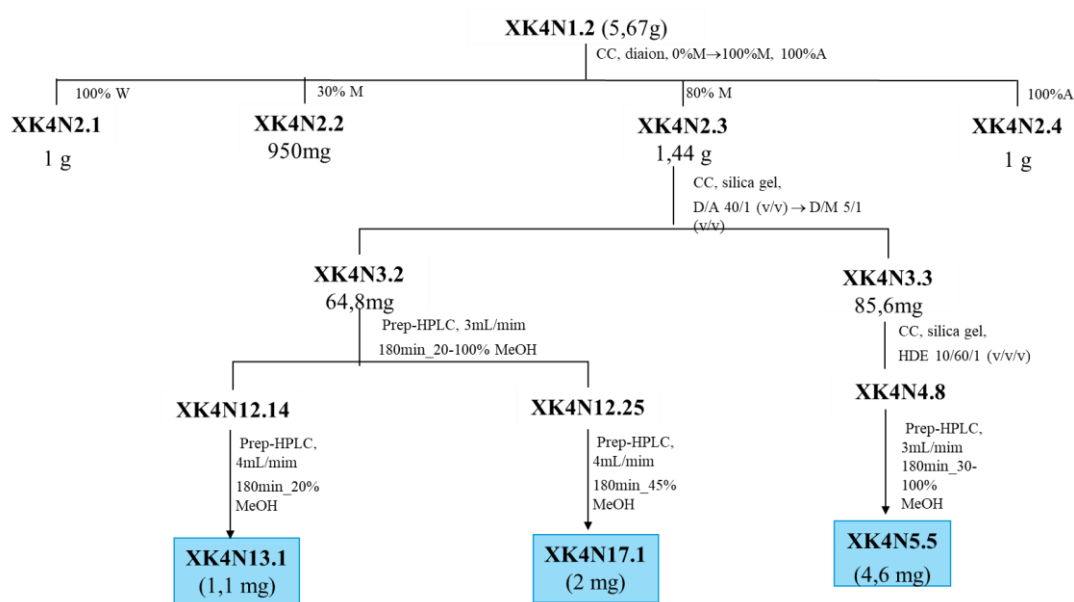 XK4N1.2 (5,67g)
CC, diaion, 0%M→100%M, 100%A
100% W
30% M
80% M
100%A
XK4N2.1
1 g
XK4N2.2
950mg
XK4N2.3
1,44 g
XK4N2.4
1 g
CC, silica gel,
D/A 40/1 (v/v) → D/M 5/1
(v/v)
XK4N3.2
64,8mg
XK4N3.3
85,6mg
Prep-HPLC, 3mL/mim
180min_20-100% MeOH
CC, silica gel,
HDE 10/60/1 (v/v/v)
XK4N12.14
XK4N12.25
XK4N4.8
Prep-HPLC,
4mL/mim
180min_20%
MeOH
Prep-HPLC,
4mL/mim
180min_45%
MeOH
Prep-HPLC,
3mL/mim
180min_30-
100%
MeOH
XK4N13.1
(1,1 mg)
XK4N17.1
(2 mg)
XK4N5.5
(4,6 mg)